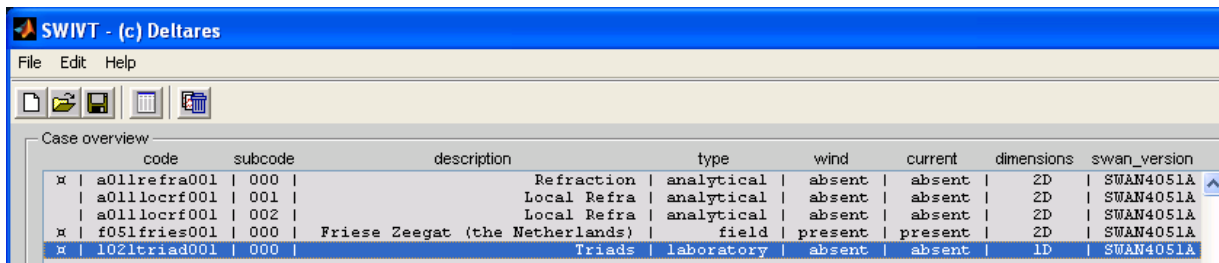 SWIVT - (c) Deltares
File Edit Help
Case overview
code subcode description type wind current dimensions swan_version
¤ | a011refra001 | 000 | Refraction | analytical | absent | absent | 2D | SWAN4051A
| a011locrf001 | 001 | Local Refra | analytical | absent | absent | 2D | SWAN4051A
| a011locrf001 | 002 | Local Refra | analytical | absent | absent | 2D | SWAN4051A
¤ | f051fries001 | 000 | Friese Zeegat (the Netherlands) | field | present | present | 2D | SWAN4051A
¤ | l021triad001 | 000 | Triads | laboratory | absent | absent | 1D | SWAN4051A